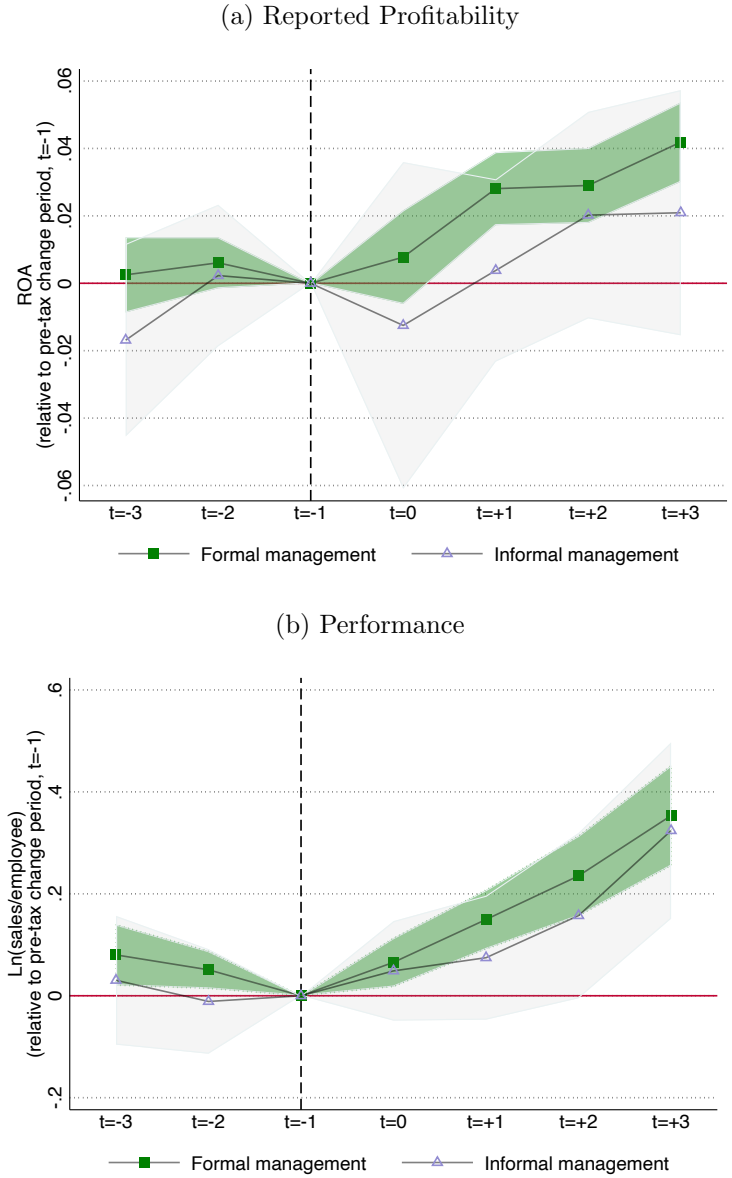 (a) Reported Profitability
ROA
(relative to pre-tax change period, t=-1)
.06
.04
.02
0
-.02
-.04
-.06
t=-3 t=-2 t=-1 t=0 t=+1 t=+2 t=+3
Formal management Informal management
(b) Performance
Ln(sales/employee)
(relative to pre-tax change period, t=-1)
.6
.4
.2
0
-.2
t=-3 t=-2 t=-1 t=0 t=+1 t=+2 t=+3
Formal management Informal management